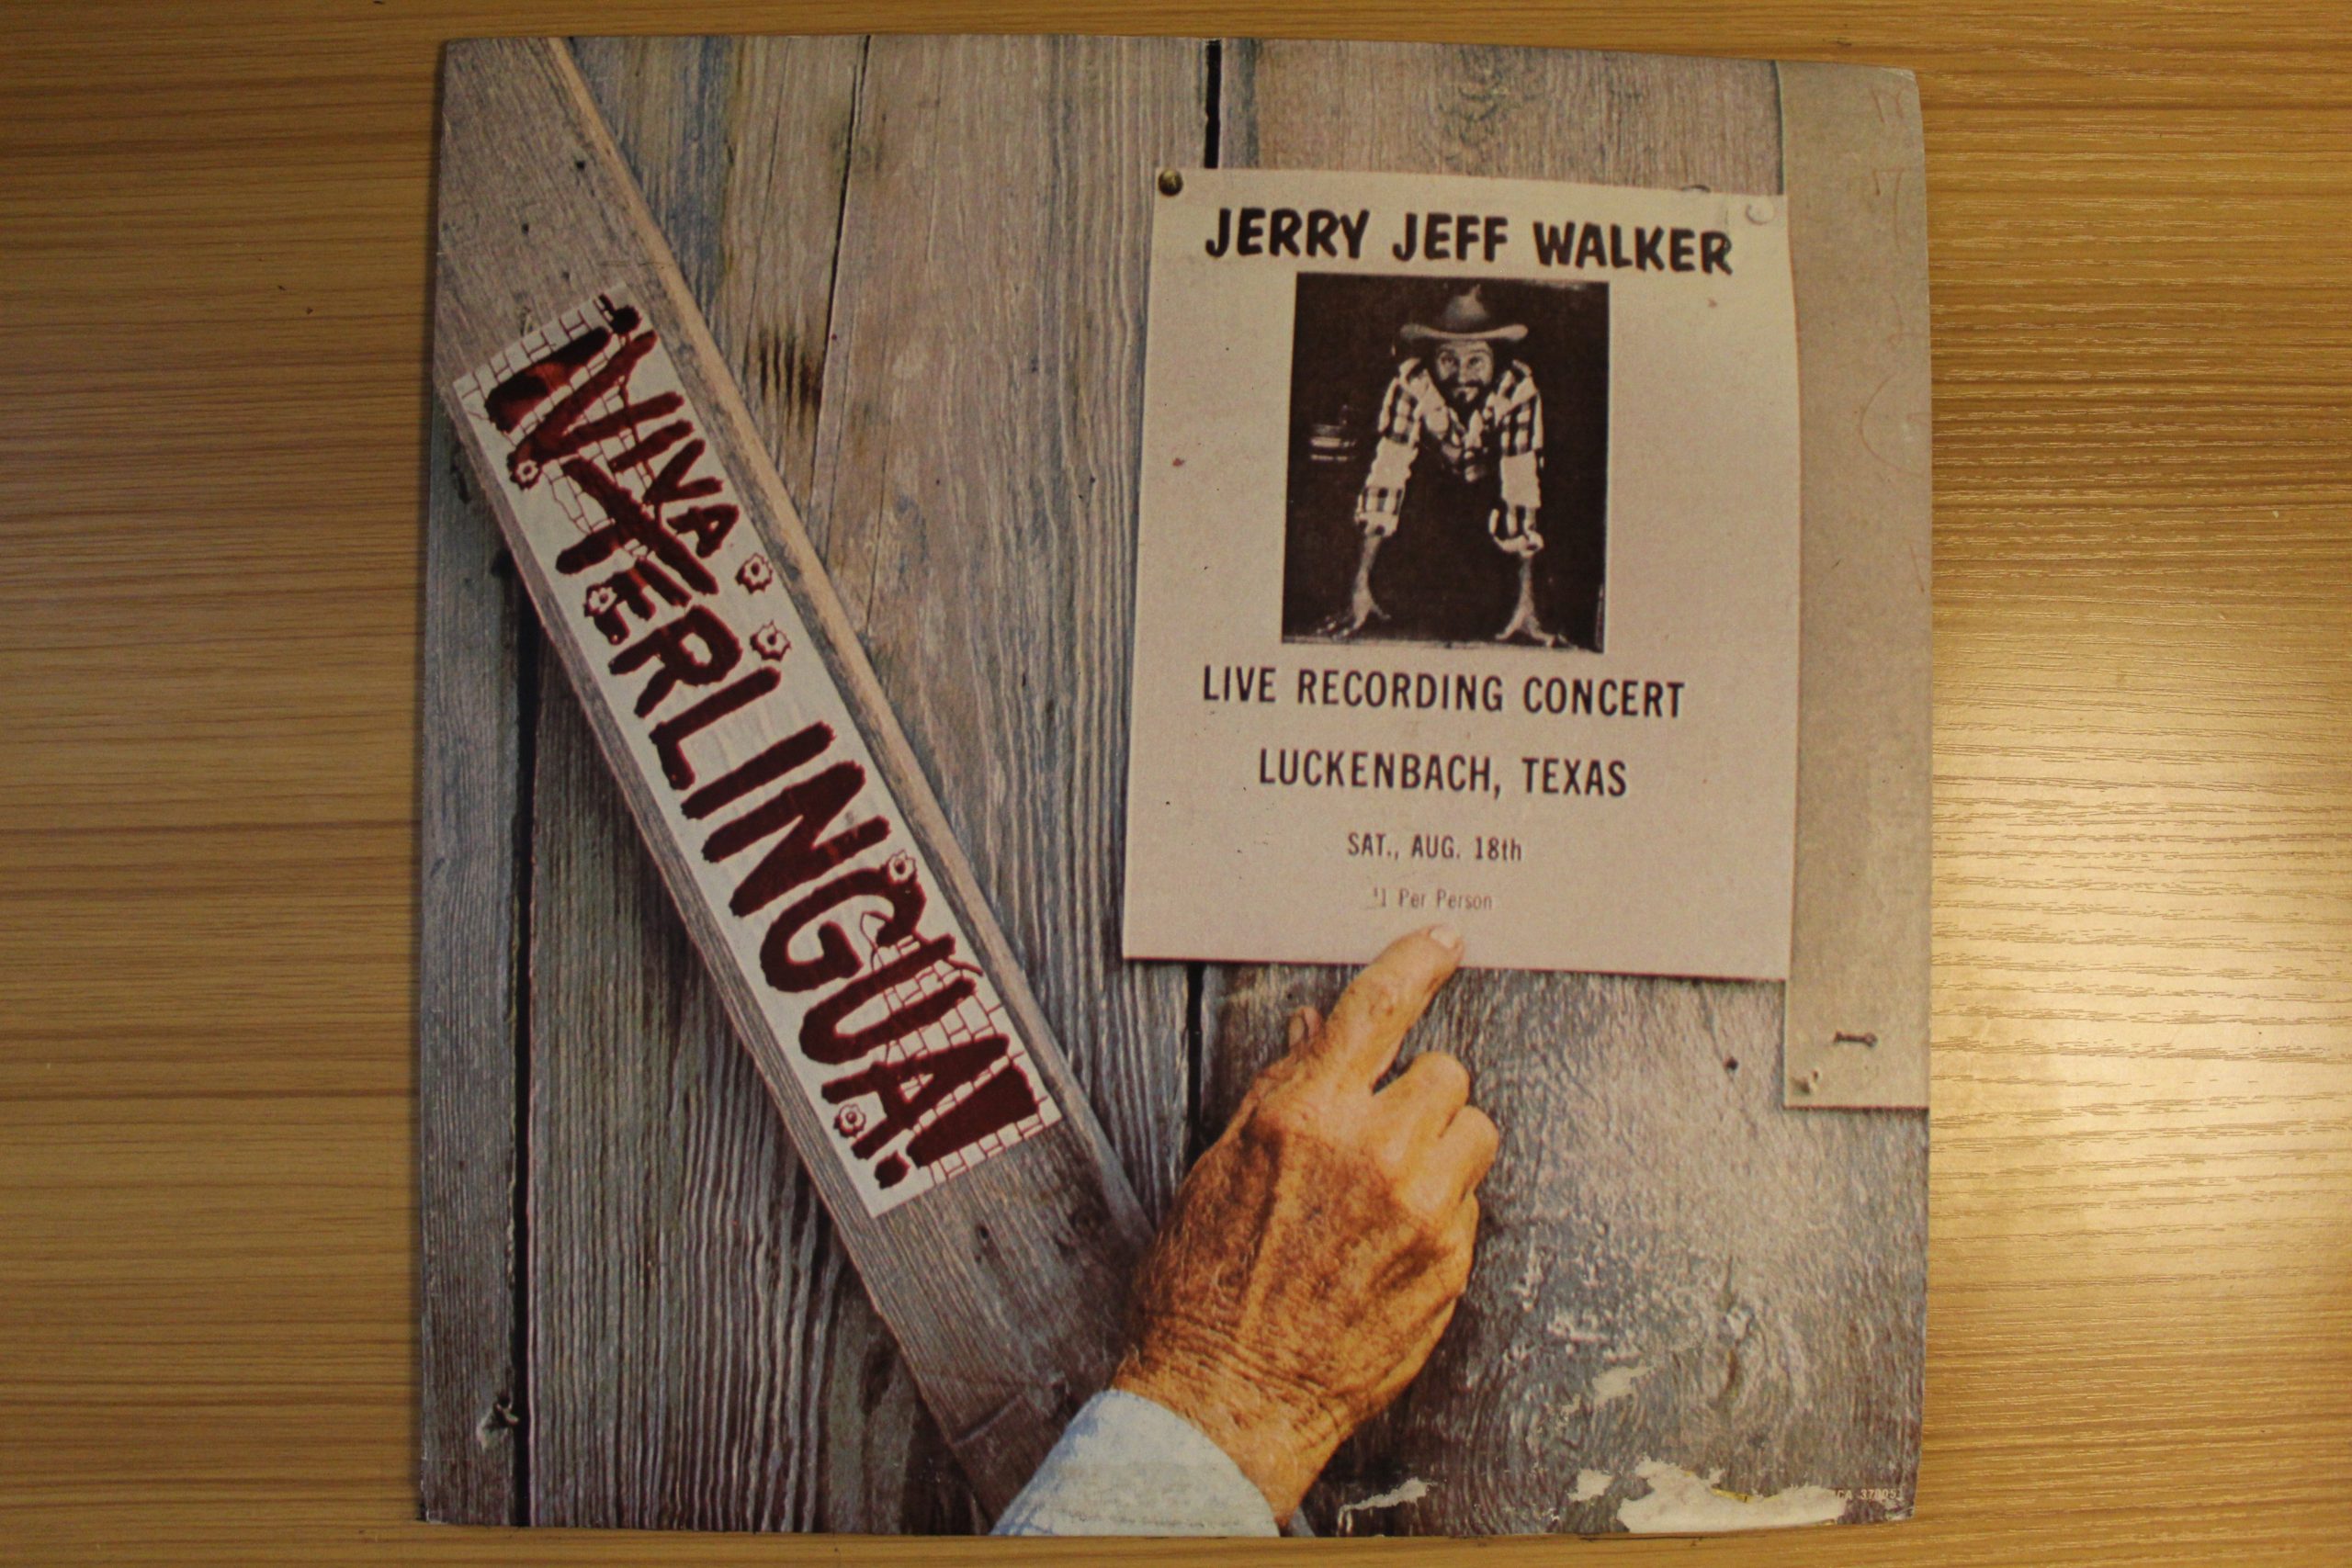 VIVA
TERLINGUA!
JERRY JEFF WALKER
LIVE RECORDING CONCERT
LUCKENBACH, TEXAS
SAT., AUG. 18th
$1 Per Person